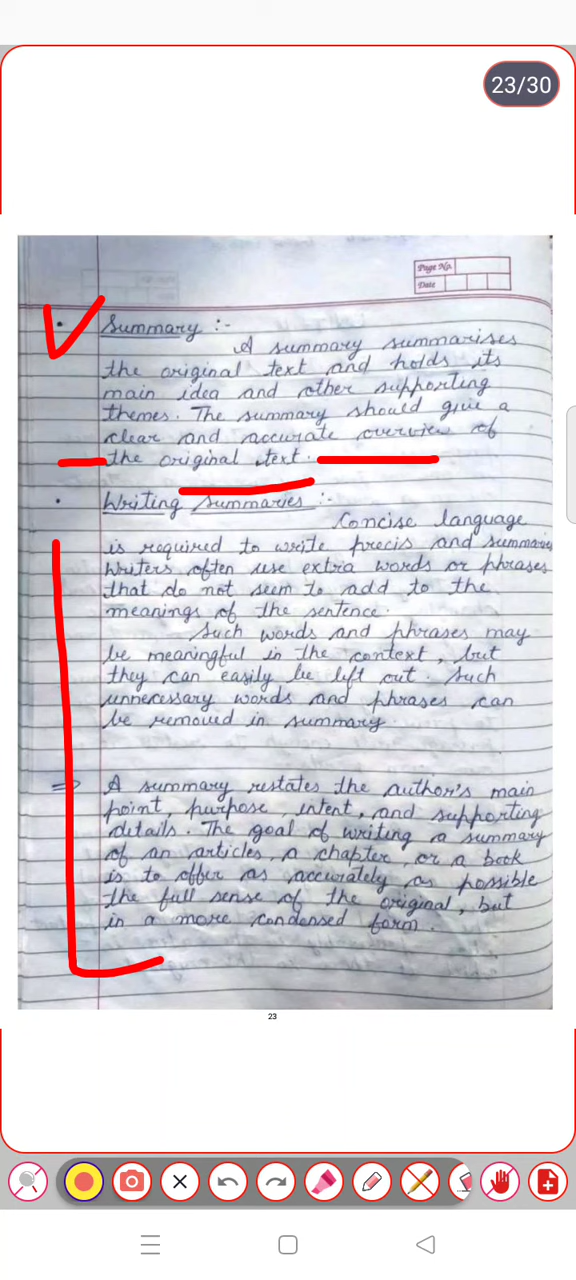 23/30
Page No.
Date
• Summary :-
A summary summarises
the original text and holds its
main idea and other supporting
themes. The summary should give a
clear and accurate overview of
the original text.
• Writing Summaries :-
Concise language
is required to write precis and summaries
Writers often use extra words or phrases
that do not seem to add to the
meanings of the sentence.
Such words and phrases may
be meaningful in the context, but
they can easily be left out. Such
unnecessary words and phrases can
be removed in summary.
⇒ A summary restates the author's main
point, purpose, intent, and supporting
details. The goal of writing a summary
of an articles, a chapter, or a book
is to offer as accurately as possible
the full sense of the original, but
in a more condensed form.
23